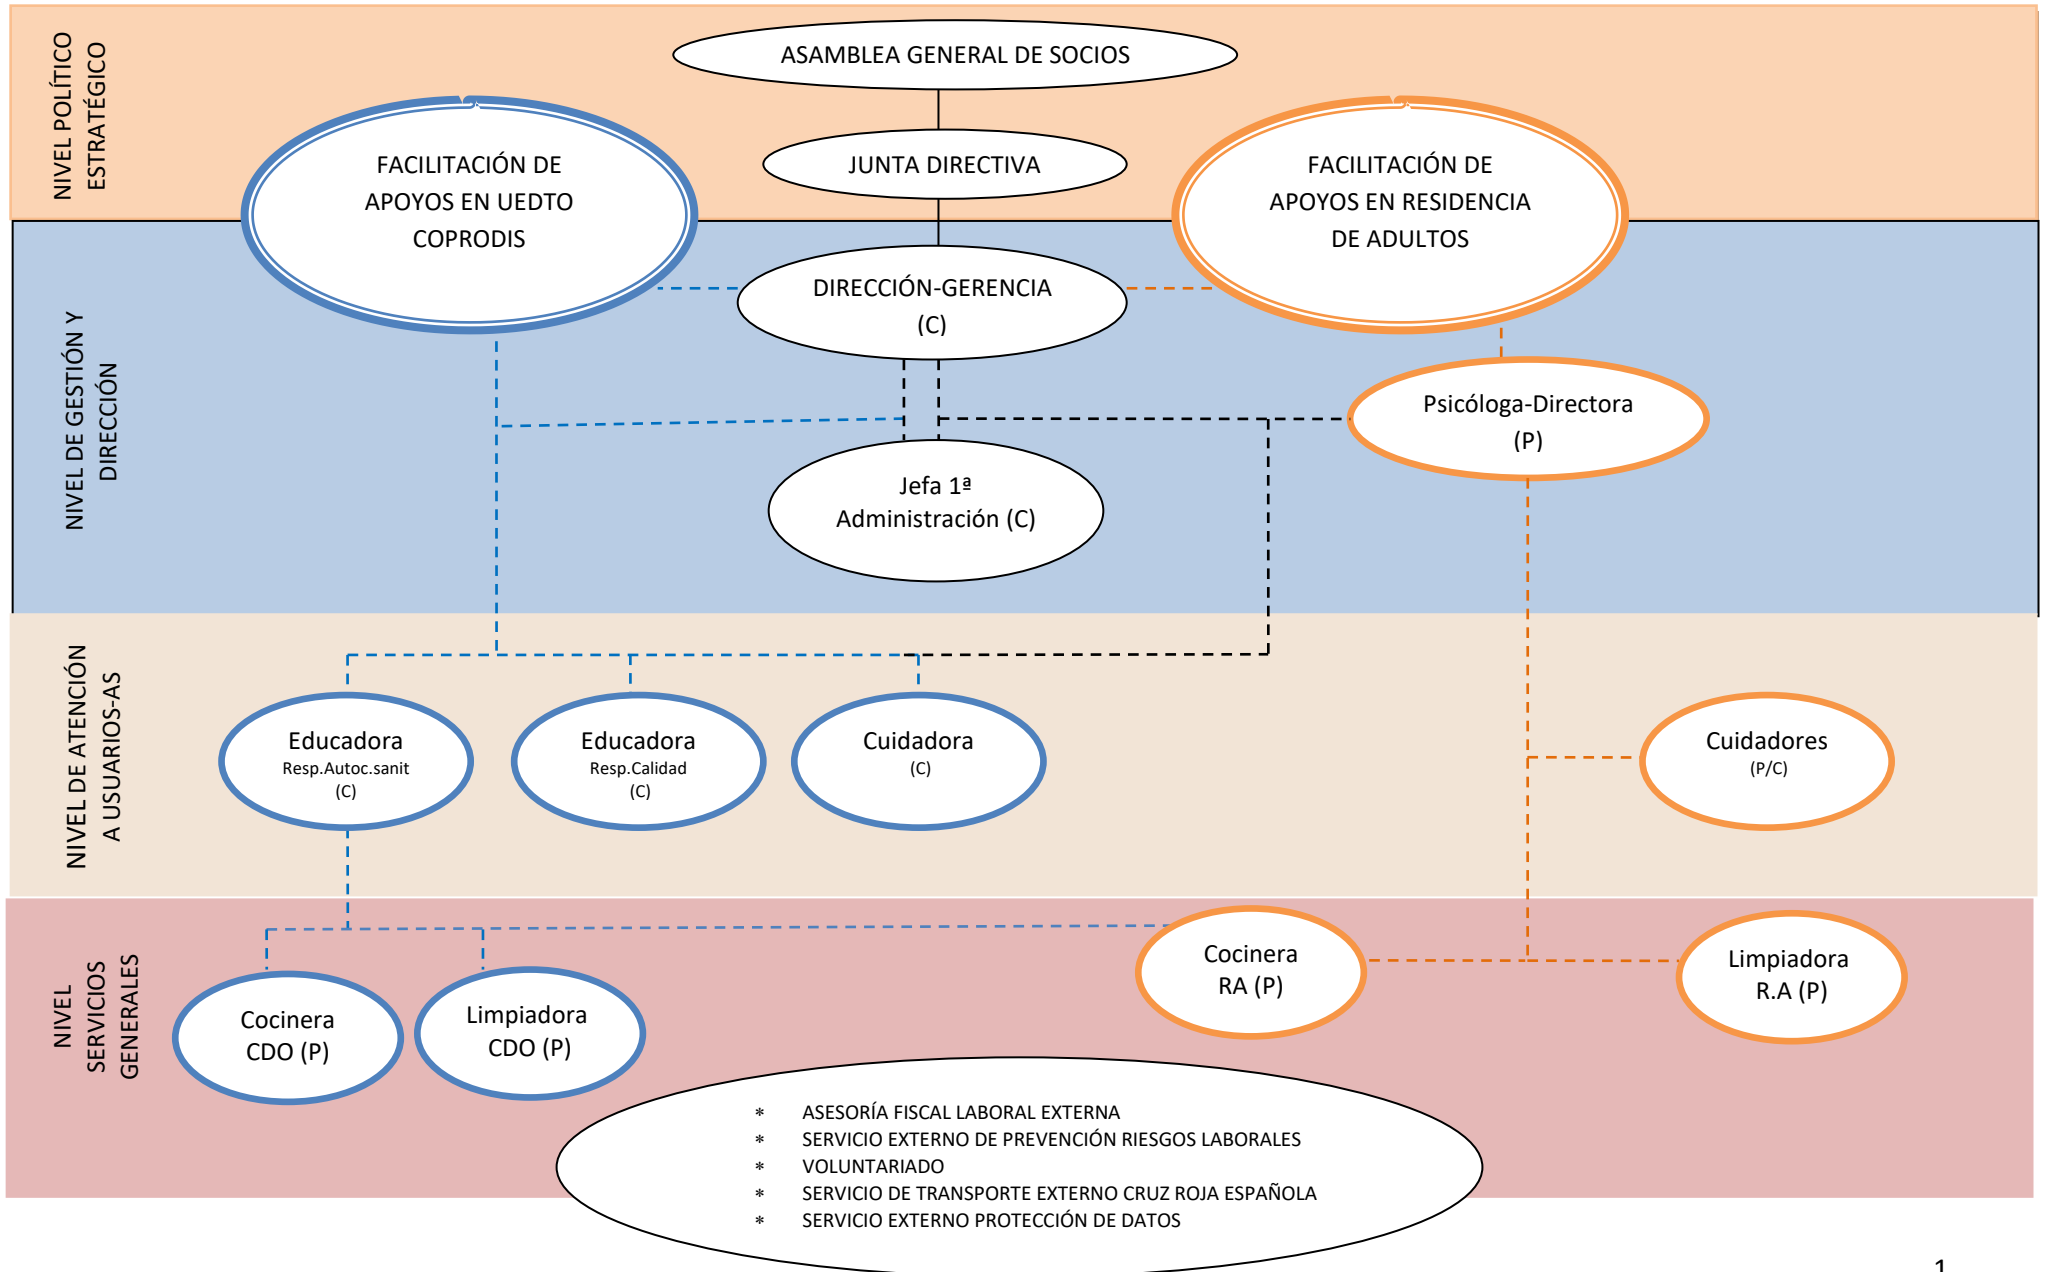 NIVEL POLÍTICO
ESTRATÉGICO
ASAMBLEA GENERAL DE SOCIOS
FACILITACIÓN DE
APOYOS EN UEDTO
COPRODIS
JUNTA DIRECTIVA
FACILITACIÓN DE
APOYOS EN RESIDENCIA
DE ADULTOS
NIVEL DE GESTIÓN Y
DIRECCIÓN
DIRECCIÓN-GERENCIA
(C)
Psicóloga-Directora
(P)
Jefa 1ª
Administración (C)
NIVEL DE ATENCIÓN
A USUARIOS-AS
Educadora
Resp.Autoc.sanit
(C)
Educadora
Resp.Calidad
(C)
Cuidadora
(C)
Cuidadores
(P/C)
NIVEL
SERVICIOS
GENERALES
Cocinera
CDO (P)
Limpiadora
CDO (P)
Cocinera
RA (P)
Limpiadora
R.A (P)
* ASESORÍA FISCAL LABORAL EXTERNA
* SERVICIO EXTERNO DE PREVENCIÓN RIESGOS LABORALES
* VOLUNTARIADO
* SERVICIO DE TRANSPORTE EXTERNO CRUZ ROJA ESPAÑOLA
* SERVICIO EXTERNO PROTECCIÓN DE DATOS
1